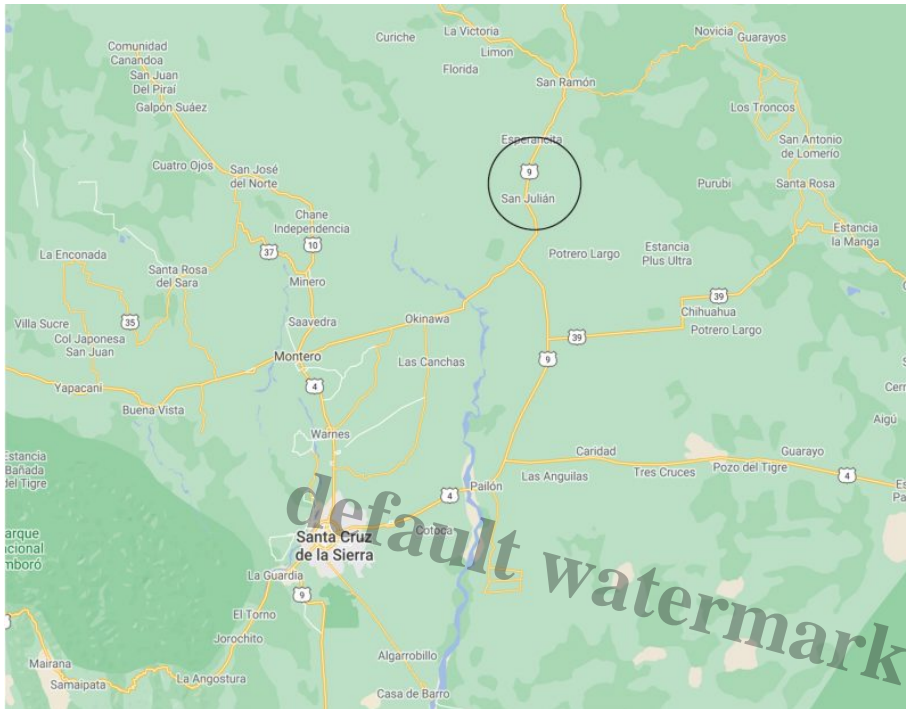 Comunidad
Canandoa
San Juan
Del Piraí
Galpón Suáez
Curiche
La Victoria
Limon
Florida
San Ramón
Novicia
Guarayos
Los Troncos
San Antonio
de Lomerio
Esperancita
9
San Julián
Purubi
Santa Rosa
Cuatro Ojos
San José
del Norte
Chane
Independencia
10
37
Minero
La Enconada
Santa Rosa
del Sara
35
Villa Sucre
Col Japonesa
San Juan
Saavedra
Okinawa
Potrero Largo
Estancia
Plus Ultra
Estancia
la Manga
39
Chihuahua
Potrero Largo
39
9
Montero
Las Canchas
4
Yapacani
Buena Vista
Warnes
Aigú
Caridad
Guarayo
Las Anguilas
Tres Cruces
Pozo del Tigre
4
Pailón
4
Cotoca
Estancia
Bañada
del Tigre
Santa Cruz
de la Sierra
La Guardia
9
El Torno
Jorochito
La Angostura
Mairana
Samaipata
Algarrobillo
Casa de Barro
default watermark